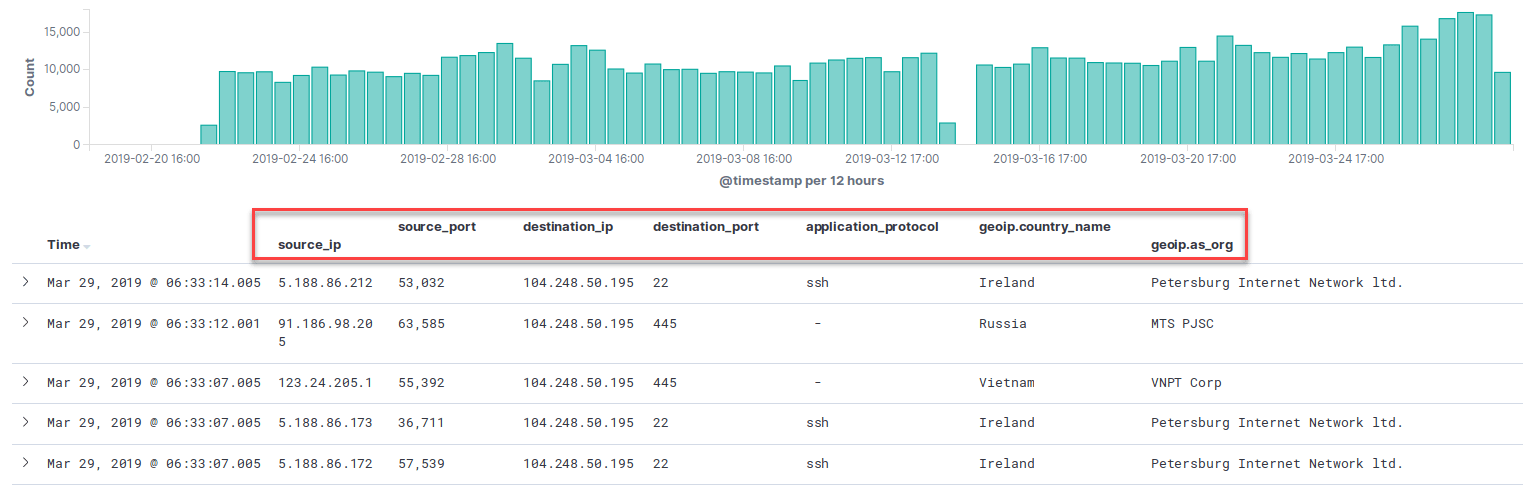 15,000
10,000
5,000
0
Count
2019-02-20 16:00 2019-02-24 16:00 2019-02-28 16:00 2019-03-04 16:00 2019-03-08 16:00 2019-03-12 17:00 2019-03-16 17:00 2019-03-20 17:00 2019-03-24 17:00
@timestamp per 12 hours
Time source_ip source_port destination_ip destination_port application_protocol geoip.country_name geoip.as_org
Mar 29, 2019 @ 06:33:14.005 5.188.86.212 53,032 104.248.50.195 22 ssh Ireland Petersburg Internet Network ltd.
Mar 29, 2019 @ 06:33:12.001 91.186.98.20 63,585 104.248.50.195 445 - Russia MTS PJSC
5
Mar 29, 2019 @ 06:33:07.005 123.24.205.1 55,392 104.248.50.195 445 - Vietnam VNPT Corp
Mar 29, 2019 @ 06:33:07.005 5.188.86.173 36,711 104.248.50.195 22 ssh Ireland Petersburg Internet Network ltd.
Mar 29, 2019 @ 06:33:07.005 5.188.86.172 57,539 104.248.50.195 22 ssh Ireland Petersburg Internet Network ltd.